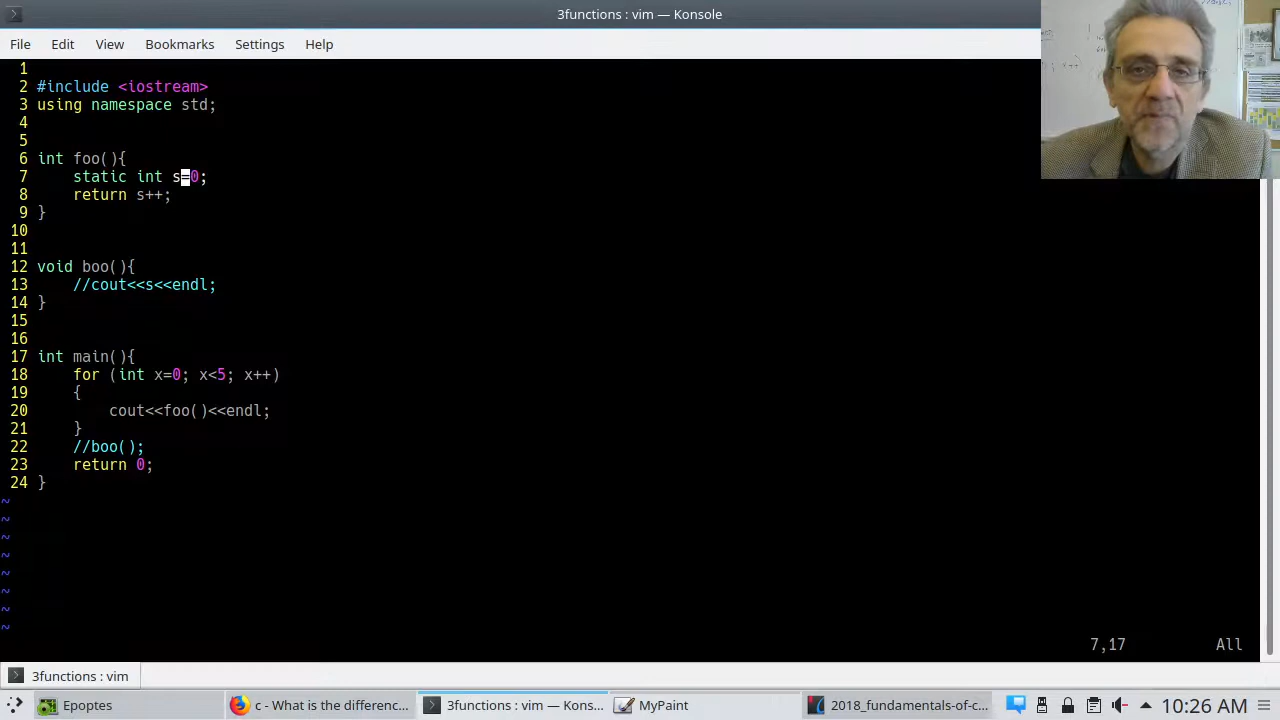 3functions : vim — Konsole
File Edit View Bookmarks Settings Help
1
2 #include <iostream>
3 using namespace std;
4
5
6 int foo(){
7 static int s=0;
8 return s++;
9 }
10
11
12 void boo(){
13 //cout<<s<<endl;
14 }
15
16
17 int main(){
18 for (int x=0; x<5; x++)
19 {
20 cout<<foo()<<endl;
21 }
22 //boo();
23 return 0;
24 }
~
~
~
~
~
~
~
~
7,17 All
3functions : vim
Epoptes c - What is the differenc... 3functions : vim — kons... MyPaint 2018_fundamentals-of-c... 10:26 AM